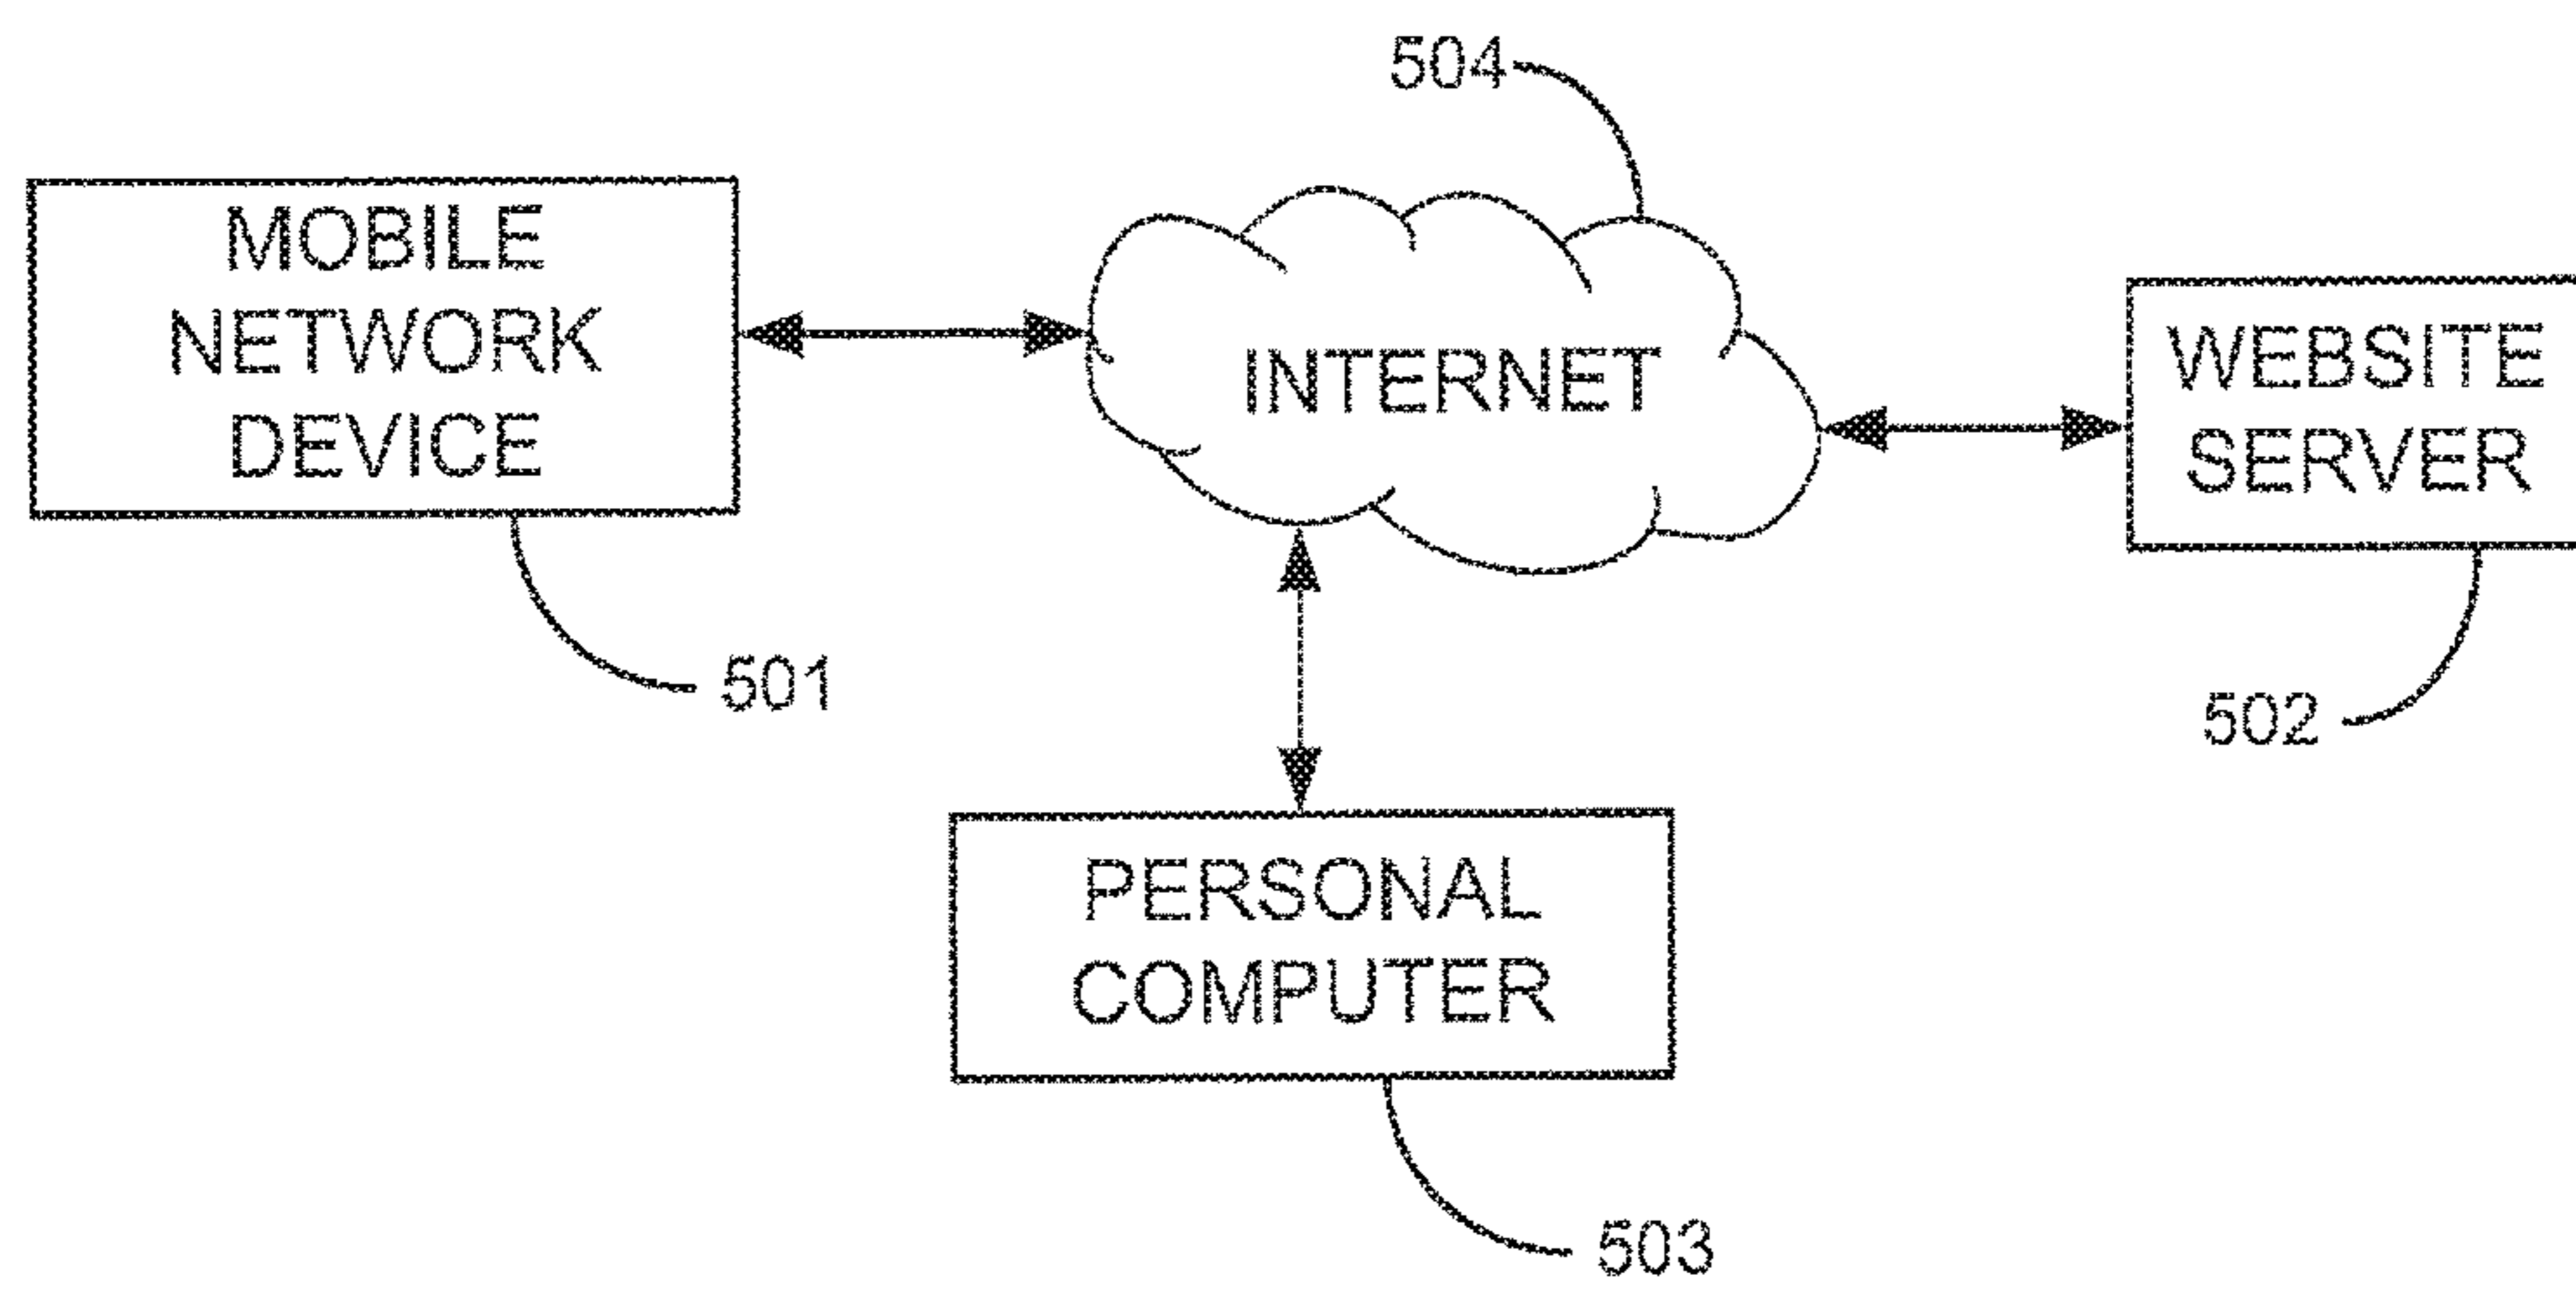 504
MOBILE
NETWORK
DEVICE
INTERNET
WEBSITE
SERVER
501
502
PERSONAL
COMPUTER
503